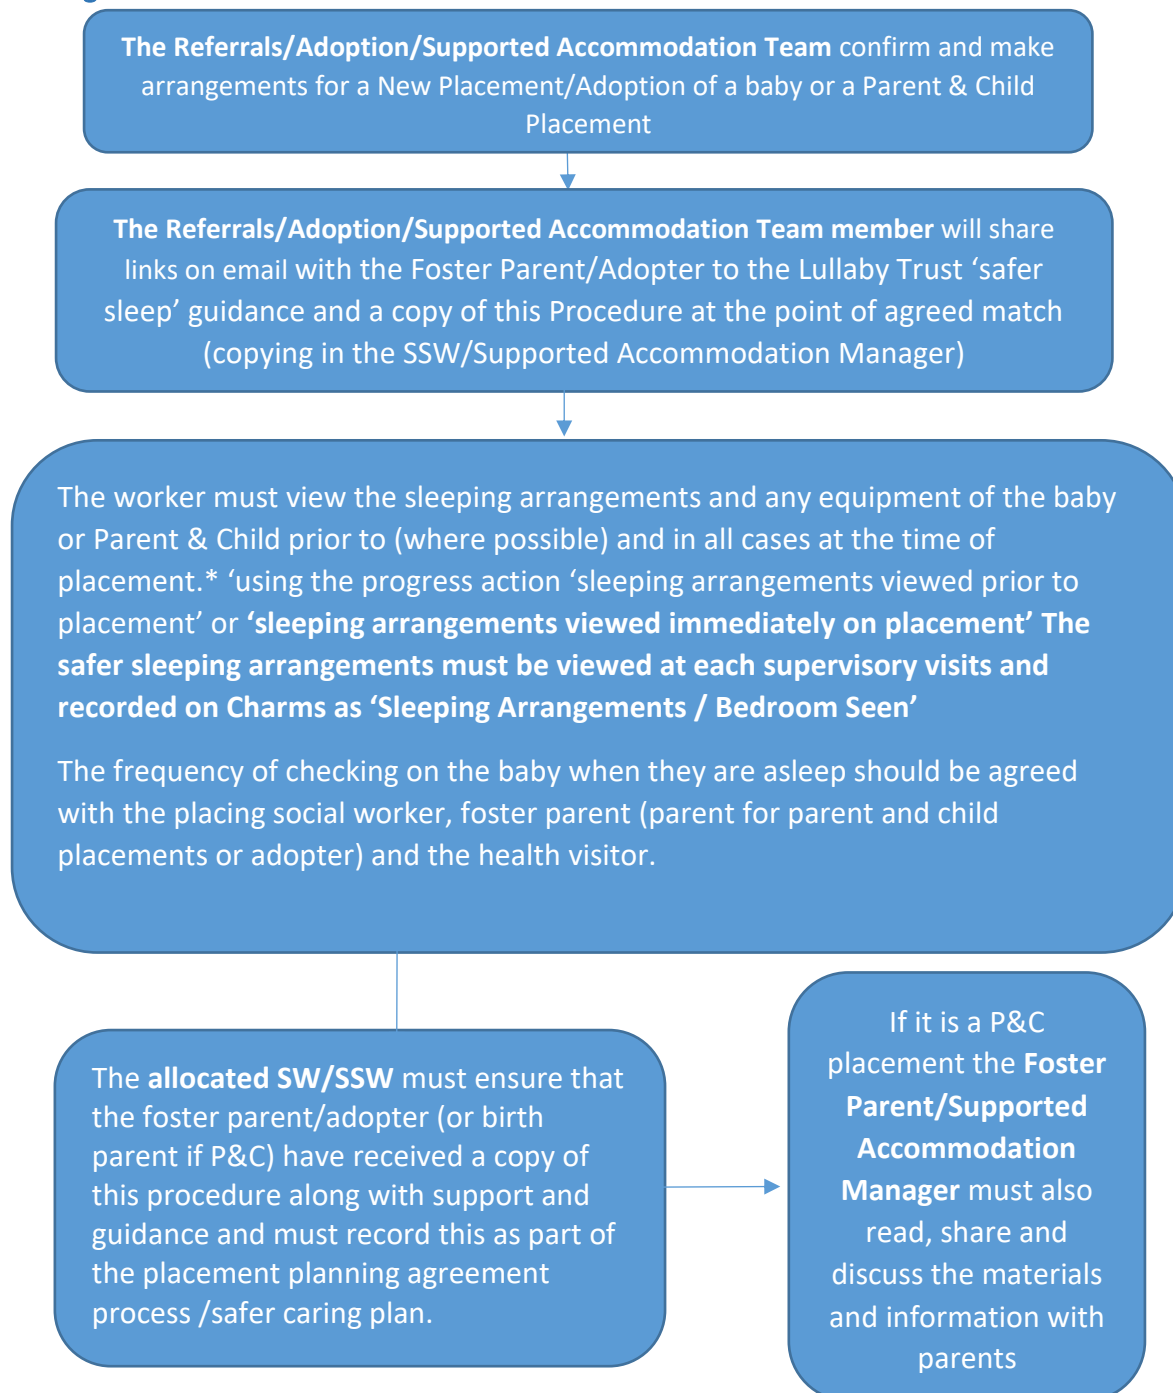 The Referrals/Adoption/Supported Accommodation Team confirm and make
arrangements for a New Placement/Adoption of a baby or a Parent & Child
Placement
The Referrals/Adoption/Supported Accommodation Team member will share
links on email with the Foster Parent/Adopter to the Lullaby Trust ‘safer
sleep’ guidance and a copy of this Procedure at the point of agreed match
(copying in the SSW/Supported Accommodation Manager)
The worker must view the sleeping arrangements and any equipment of the baby
or Parent & Child prior to (where possible) and in all cases at the time of
placement.* ‘using the progress action ‘sleeping arrangements viewed prior to
placement’ or ‘sleeping arrangements viewed immediately on placement’ The
safer sleeping arrangements must be viewed at each supervisory visits and
recorded on Charms as ‘Sleeping Arrangements / Bedroom Seen’
The frequency of checking on the baby when they are asleep should be agreed
with the placing social worker, foster parent (parent for parent and child
placements or adopter) and the health visitor.
The allocated SW/SSW must ensure that
the foster parent/adopter (or birth
parent if P&C) have received a copy of
this procedure along with support and
guidance and must record this as part of
the placement planning agreement
process /safer caring plan.
If it is a P&C
placement the Foster
Parent/Supported
Accommodation
Manager must also
read, share and
discuss the materials
and information with
parents